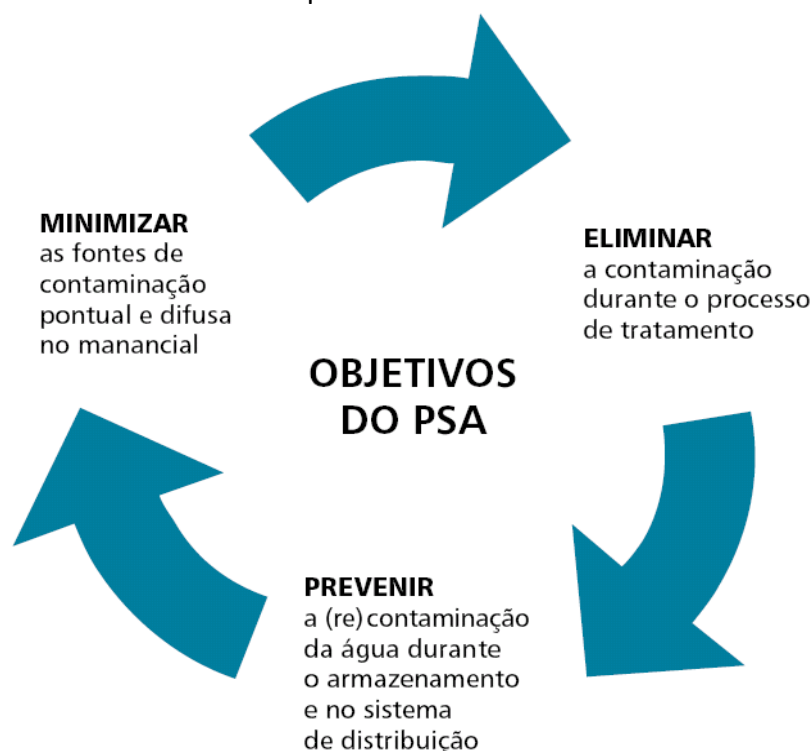 MINIMIZAR
as fontes de
contaminação
pontual e difusa
no manancial
ELIMINAR
a contaminação
durante o processo
de tratamento
OBJETIVOS
DO PSA
PREVENIR
a (re)contaminação
da água durante
o armazenamento
e no sistema
de distribuição